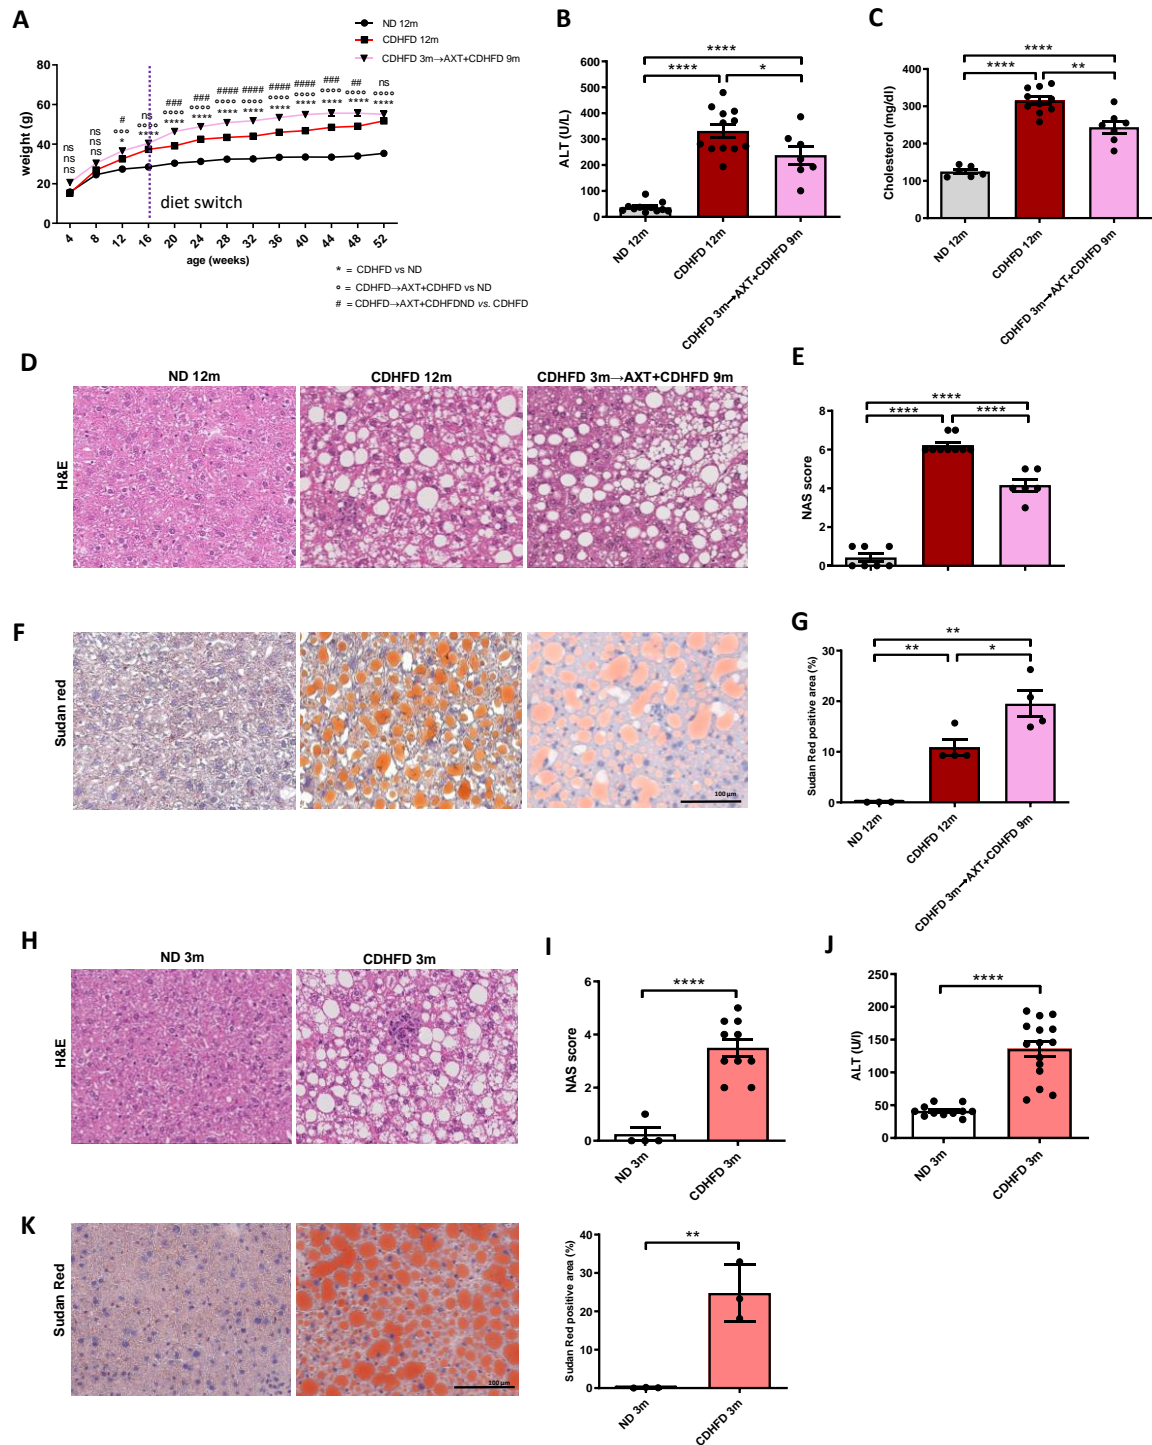 A
ND 12m
CDHFD 12m
CDHFD 3m→AXT+CDHFD 9m
weight (g)
80
60
40
20
0
ns
ns
ns
ns
ns
ns
#
°°°
*
ns
°°°°
****
###
°°°°
****
###
°°°°
****
####
°°°°
****
####
°°°°
****
####
°°°°
****
####
°°°°
****
###
°°°°
****
##
°°°°
****
ns
°°°°
****
diet switch
4 8 12 16 20 24 28 32 36 40 44 48 52
age (weeks)
* = CDHFD vs ND
° = CDHFD→AXT+CDHFD vs ND
# = CDHFD→AXT+CDHFDND vs. CDHFD
B
ALT (U/L)
600
500
400
300
200
100
0
****
****
*
ND 12m
CDHFD 12m
CDHFD 3m→AXT+CDHFD 9m
C
Cholesterol (mg/dl)
400
300
200
100
0
****
****
**
ND 12m
CDHFD 12m
CDHFD 3m→AXT+CDHFD 9m
D
ND 12m
CDHFD 12m
CDHFD 3m→AXT+CDHFD 9m
H&E
E
NAS score
8
6
4
2
0
****
****
****
F
Sudan red
100 µm
G
Sudan Red positive area (%)
30
20
10
0
**
**
*
ND 12m
CDHFD 12m
CDHFD 3m→AXT+CDHFD 9m
H
ND 3m
CDHFD 3m
H&E
I
NAS score
6
4
2
0
****
ND 3m
CDHFD 3m
J
ALT (U/l)
250
200
150
100
50
0
****
ND 3m
CDHFD 3m
K
Sudan Red
100 µm
Sudan Red positive area (%)
40
30
20
10
0
**
ND 3m
CDHFD 3m